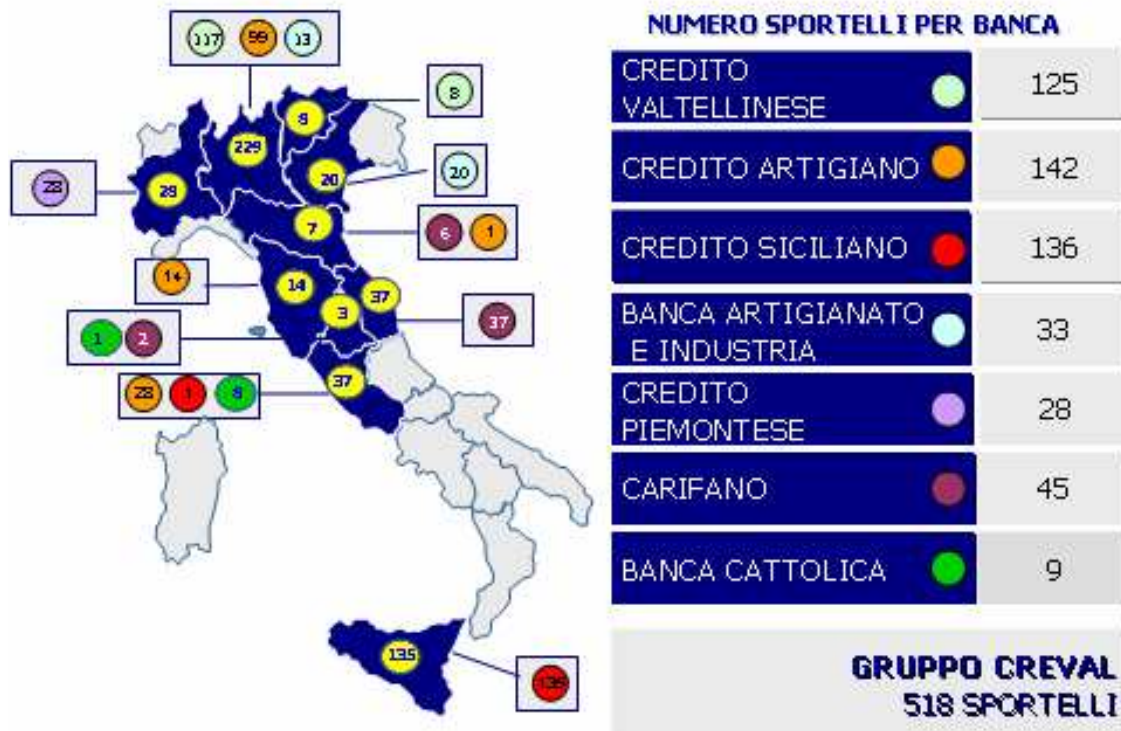 117 99 13
8
9
229
20
20
28
29
7
6 1
14
14
37
3
37
1 2
28 1 8
37
135
NUMERO SPORTELLI PER BANCA
CREDITO
VALTELLINESE
125
CREDITO ARTIGIANO
142
CREDITO SICILIANO
136
BANCA ARTIGIANATO
E INDUSTRIA
33
CREDITO
PIEMONTESE
28
CARIFANO
45
BANCA CATTOLICA
9
GRUPPO CREVAL
518 SPORTELLI